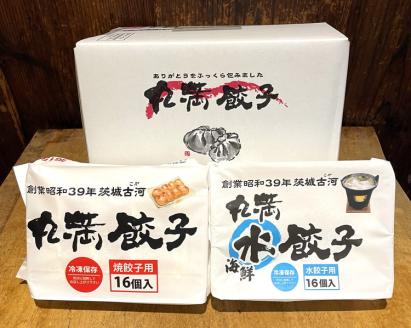 ありがとうをふっくら包みました
丸満餃子
創業昭和39年茨城古河
こが
丸満餃子
冷凍保存
焼餃子用
16個入
創業昭和39年茨城古河
こが
丸満水餃子
海鮮
冷凍保存
水餃子用
16個入